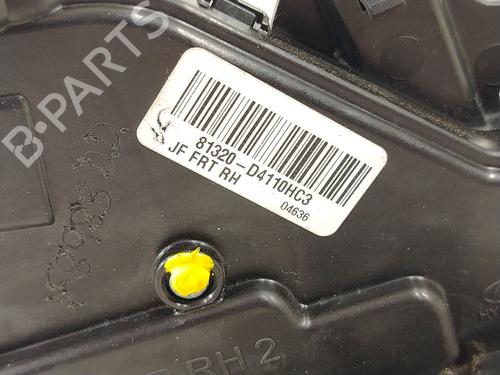 B-PARTS
81320-D4110HC3
JF FRT RH
04636
RH 2